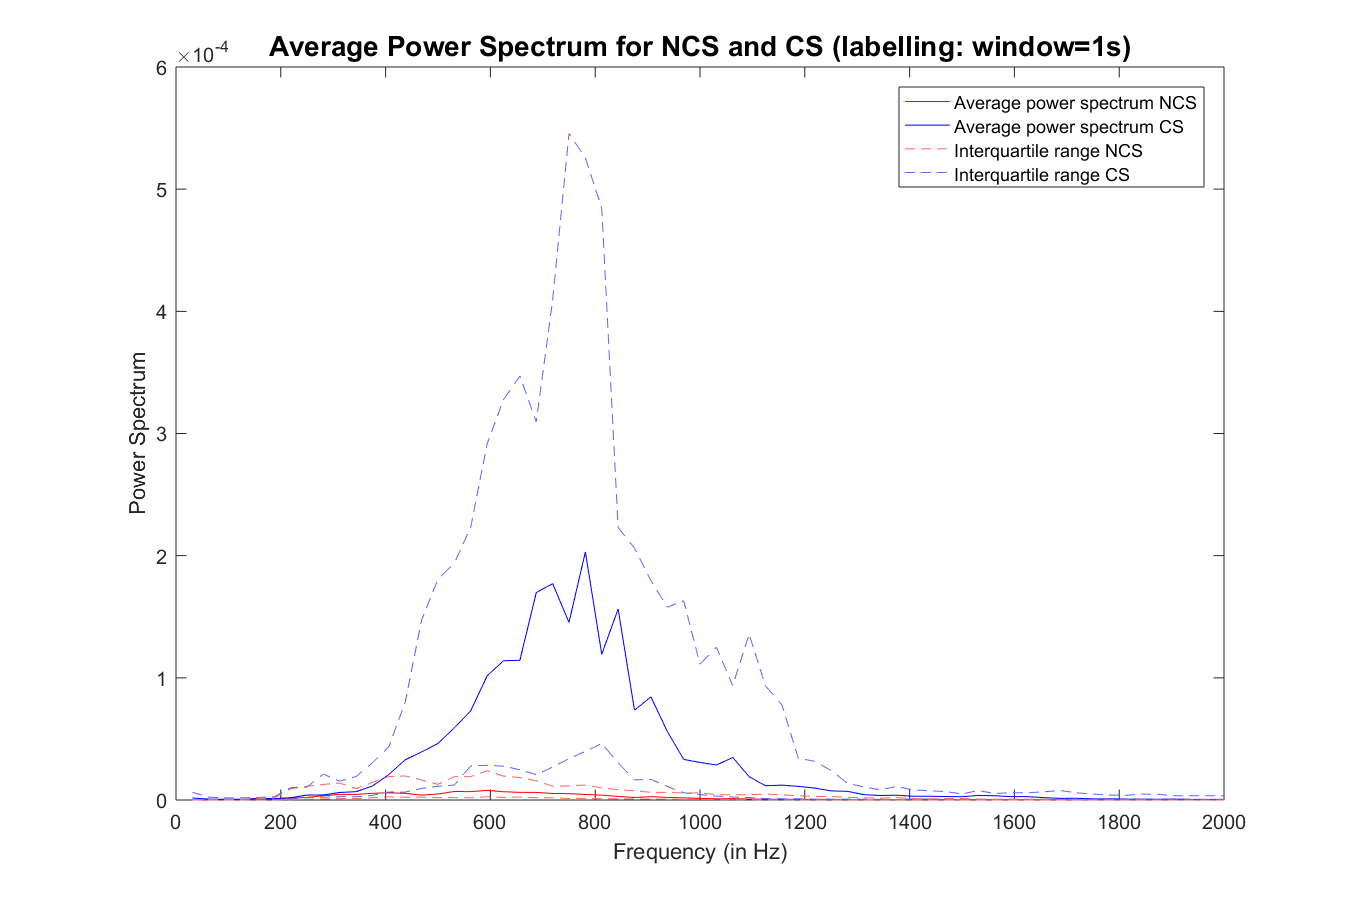 Average Power Spectrum for NCS and CS (labelling: window=1s)
×10⁻⁴
6
5
4
3
2
1
0
Power Spectrum
Average power spectrum NCS
Average power spectrum CS
Interquartile range NCS
Interquartile range CS
0 200 400 600 800 1000 1200 1400 1600 1800 2000
Frequency (in Hz)